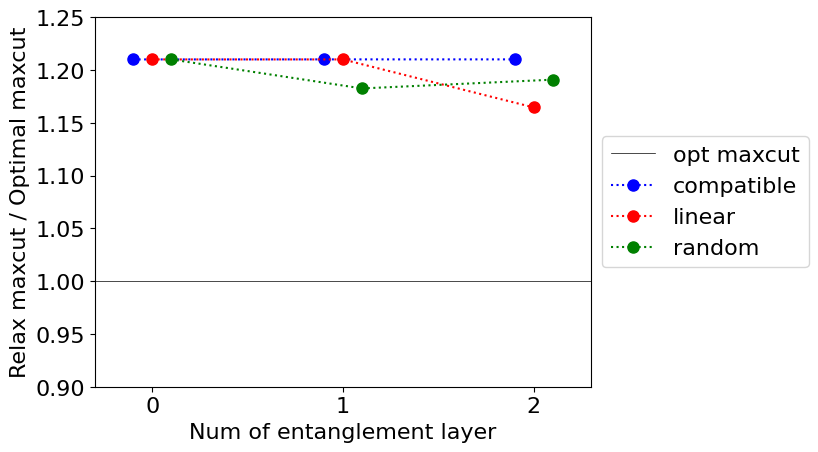 Relax maxcut / Optimal maxcut
1.25
1.20
1.15
1.10
1.05
1.00
0.95
0.90
0
1
2
Num of entanglement layer
opt maxcut
compatible
linear
random